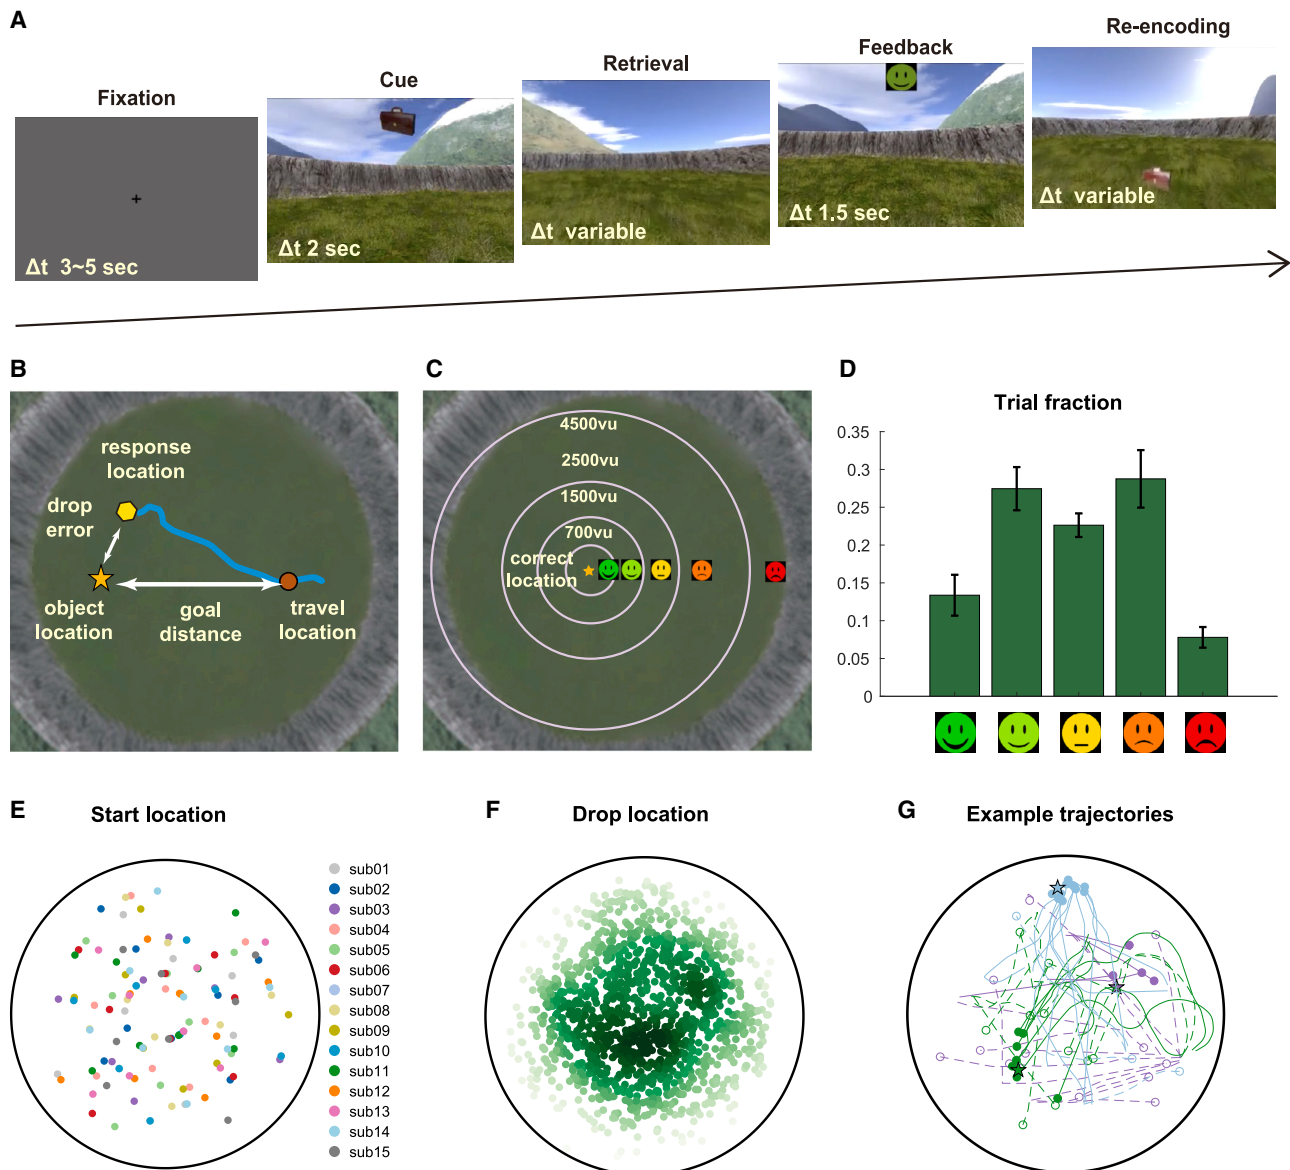 A
Fixation
Cue
Retrieval
Feedback
Re-encoding
Δt 3~5 sec
Δt 2 sec
Δt variable
Δt 1.5 sec
Δt variable
B
response
location
drop
error
object
location
goal
distance
travel
location
C
4500vu
2500vu
1500vu
700vu
correct
location
D
Trial fraction
0.35
0.3
0.25
0.2
0.15
0.1
0.05
0
E
Start location
sub01
sub02
sub03
sub04
sub05
sub06
sub07
sub08
sub09
sub10
sub11
sub12
sub13
sub14
sub15
F
Drop location
G
Example trajectories